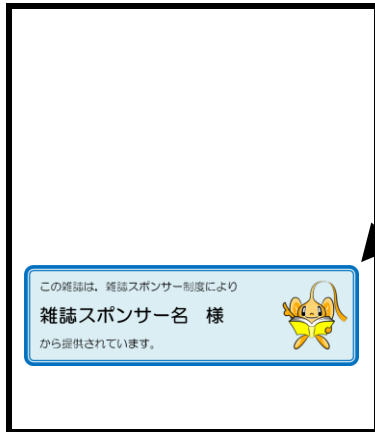 この雑誌は、雑誌スポンサー制度により
雑誌スポンサー名　様
から提供されています。